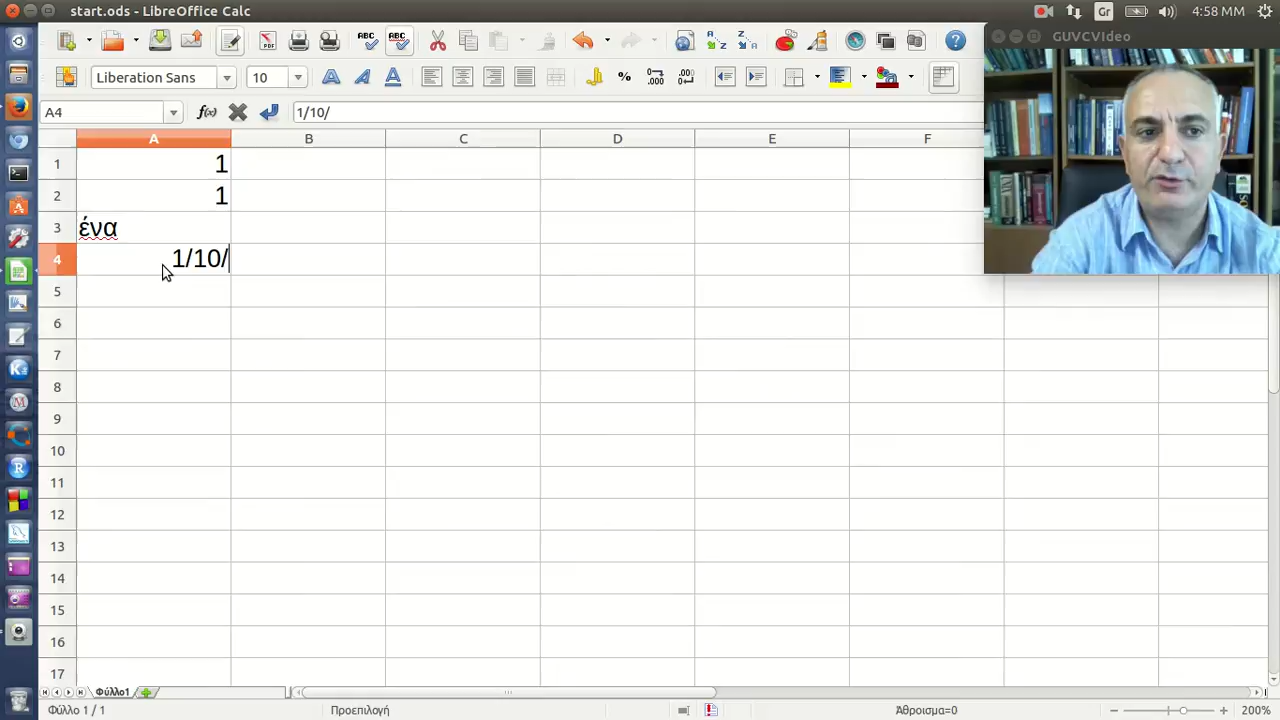 start.ods - LibreOffice Calc
Gr
4:58 ΜΜ
GUVCVIdeo
Liberation Sans
10
A4
1/10/
A B C D E F
1 1
2 1
3 ένα
4 1/10/
5
6
7
8
9
10
11
12
13
14
15
16
17
Φύλλο1
Φύλλο 1 / 1
Προεπιλογή
Άθροισμα=0
200%